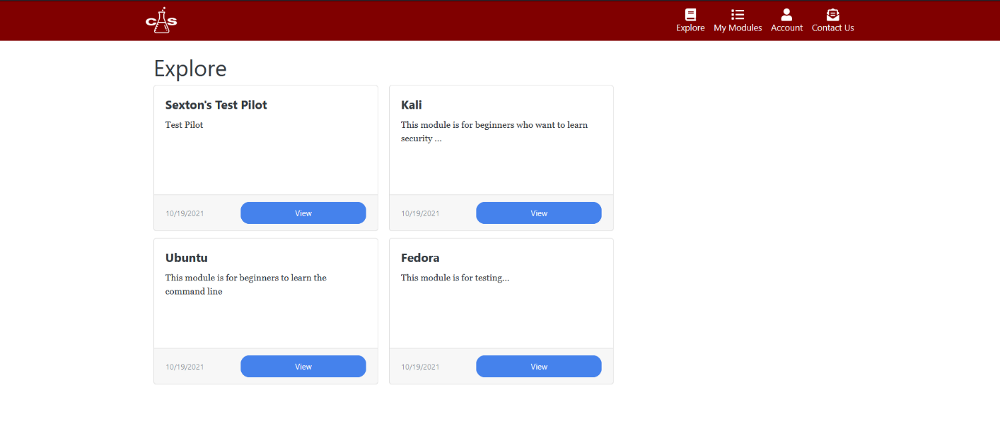 CS
Explore
My Modules
Account
Contact Us
Explore
Sexton's Test Pilot
Test Pilot
10/19/2021
View
Kali
This module is for beginners who want to learn
security ...
10/19/2021
View
Ubuntu
This module is for beginners to learn the
command line
10/19/2021
View
Fedora
This module is for testing...
10/19/2021
View